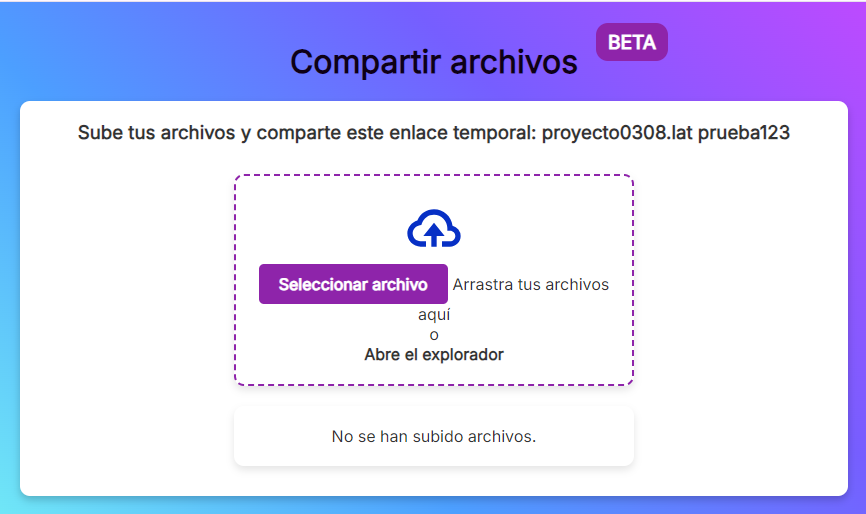 BETA
Compartir archivos
Sube tus archivos y comparte este enlace temporal: proyecto0308.lat prueba123
Seleccionar archivo Arrastra tus archivos
aquí
o
Abre el explorador
No se han subido archivos.